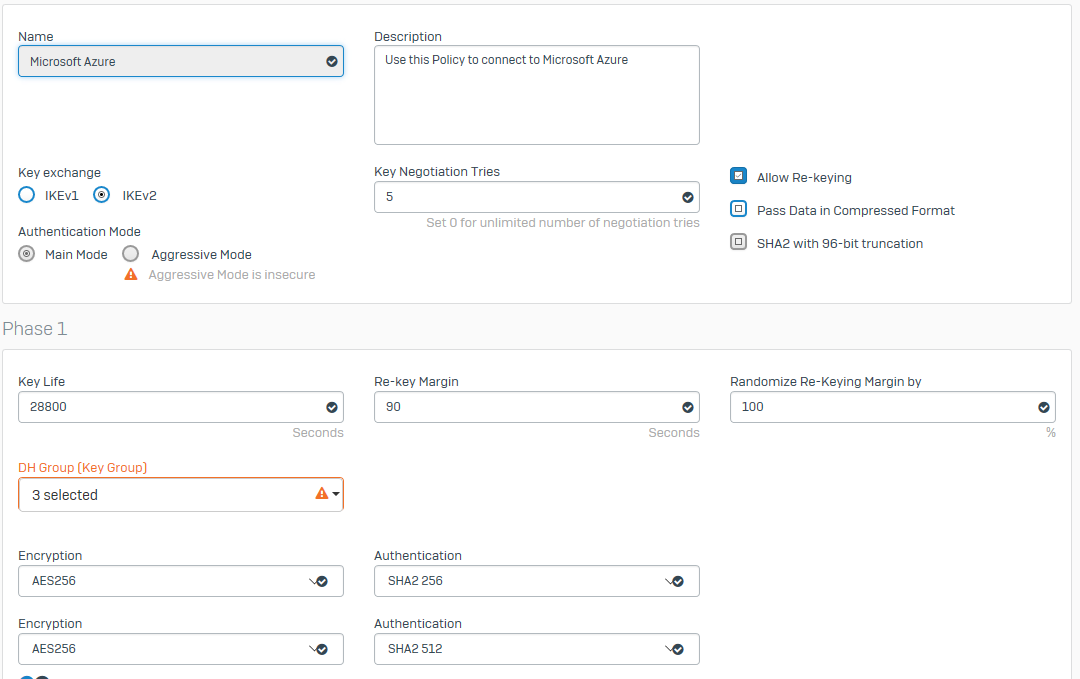 Name
Microsoft Azure
Description
Use this Policy to connect to Microsoft Azure
Key exchange
IKEv1 IKEv2
Authentication Mode
Main Mode Aggressive Mode
Aggressive Mode is insecure
Key Negotiation Tries
5
Set 0 for unlimited number of negotiation tries
Allow Re-keying
Pass Data in Compressed Format
SHA2 with 96-bit truncation
Phase 1
Key Life
28800
Seconds
Re-key Margin
90
Seconds
Randomize Re-Keying Margin by
100
%
DH Group (Key Group)
3 selected
Encryption
AES256
Authentication
SHA2 256
Encryption
AES256
Authentication
SHA2 512